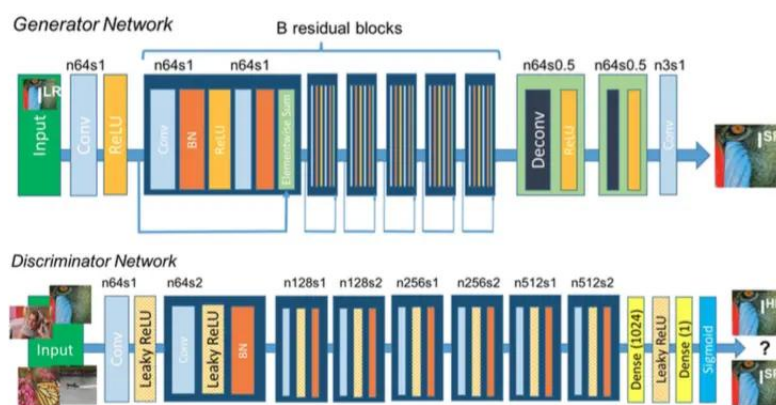 Generator Network
B residual blocks
n64s1
n64s1
n64s1
n64s0.5
n64s0.5
n3s1
Input
I LR
Conv
ReLU
Conv
BN
ReLU
Elementwise Sum
Deconv
ReLU
Conv
I SR
Discriminator Network
n64s1
n64s2
n128s1
n128s2
n256s1
n256s2
n512s1
n512s2
Input
Conv
Leaky ReLU
Conv
Leaky ReLU
BN
Dense (1024)
Leaky ReLU
Dense (1)
Sigmoid
?